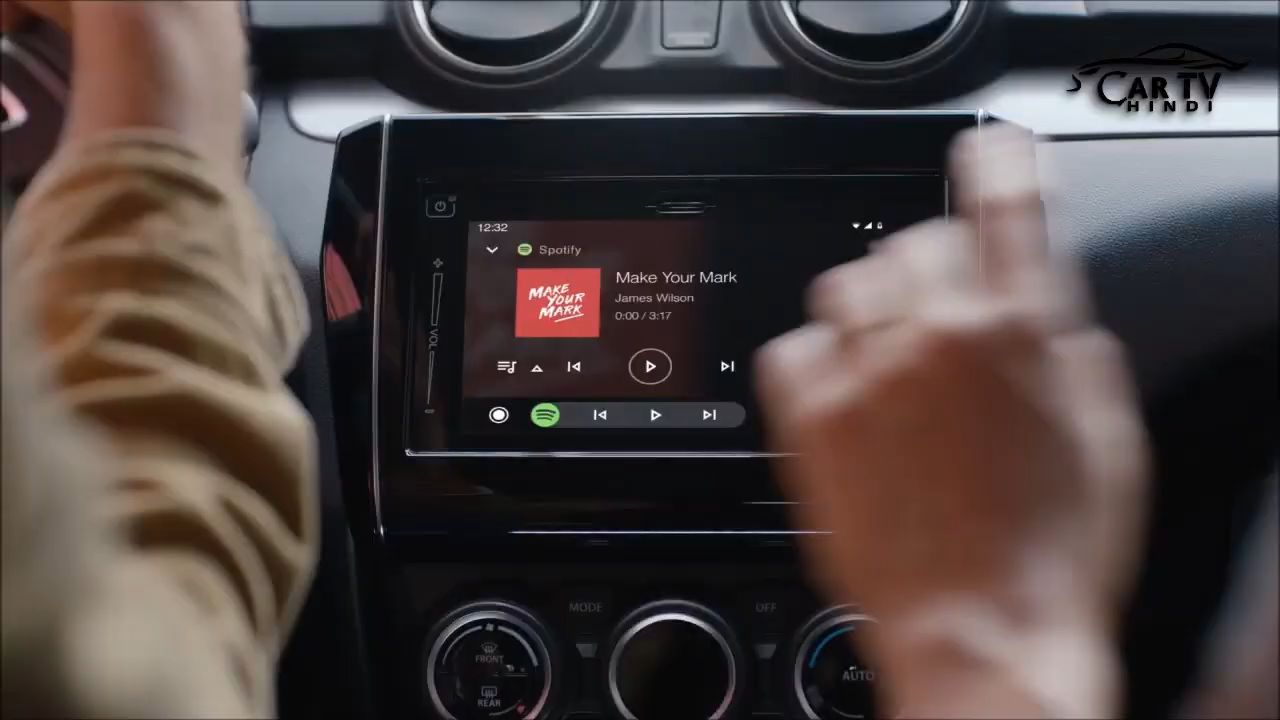 CAR TV
HINDI
12:32
Spotify
MAKE
YOUR
MARK
Make Your Mark
James Wilson
0:00 / 3:17
VOL
MODE
OFF
FRONT
REAR
AUTO